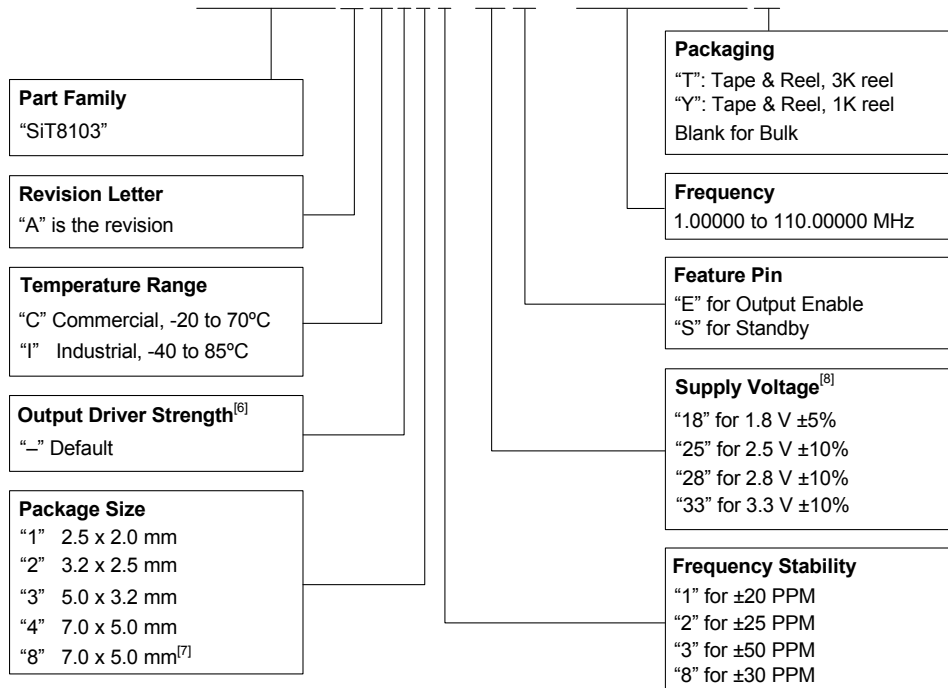 Part Family
“SiT8103”
Revision Letter
“A” is the revision
Temperature Range
“C” Commercial, -20 to 70ºC
“I” Industrial, -40 to 85ºC
Output Driver Strength[6]
“–” Default
Package Size
“1” 2.5 x 2.0 mm
“2” 3.2 x 2.5 mm
“3” 5.0 x 3.2 mm
“4” 7.0 x 5.0 mm
“8” 7.0 x 5.0 mm[7]
Packaging
“T”: Tape & Reel, 3K reel
“Y”: Tape & Reel, 1K reel
Blank for Bulk
Frequency
1.00000 to 110.00000 MHz
Feature Pin
“E” for Output Enable
“S” for Standby
Supply Voltage[8]
“18” for 1.8 V ±5%
“25” for 2.5 V ±10%
“28” for 2.8 V ±10%
“33” for 3.3 V ±10%
Frequency Stability
“1” for ±20 PPM
“2” for ±25 PPM
“3” for ±50 PPM
“8” for ±30 PPM